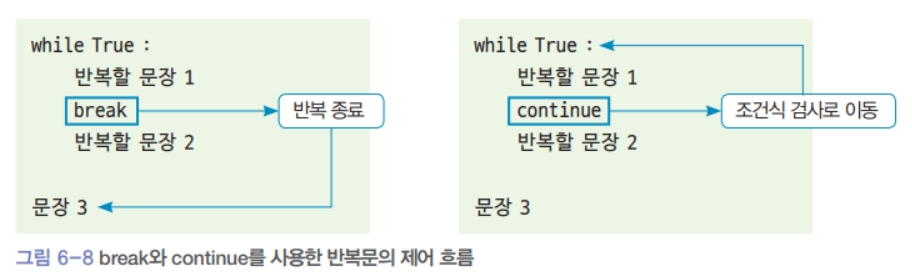 while True :
반복할 문장 1
break
반복 종료
반복할 문장 2
문장 3
while True :
반복할 문장 1
continue
조건식 검사로 이동
반복할 문장 2
문장 3
그림 6-8 break와 continue를 사용한 반복문의 제어 흐름